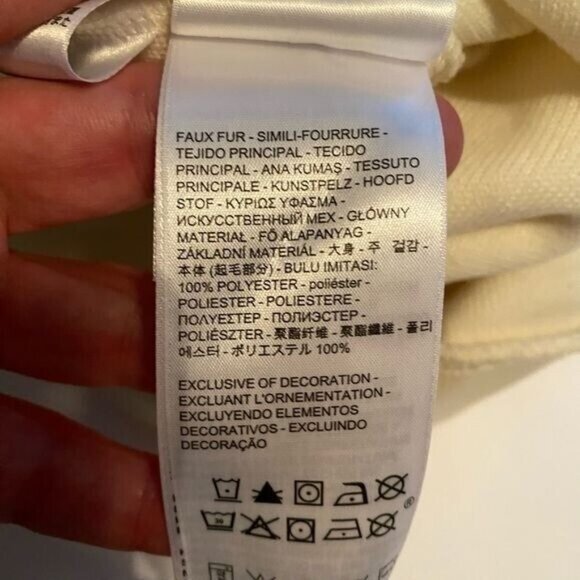 FAUX FUR - SIMILI-FOURRURE -
TEJIDO PRINCIPAL - TECIDO
PRINCIPAL - ANA KUMAŞ - TESSUTO
PRINCIPALE - KUNSTPELZ - HOOFD
STOF - ΚΥΡΙΩΣ ΥΦΑΣΜΑ -
ИСКУССТВЕННЫЙ МЕХ - GŁÓWNY
MATERIAŁ - FŐ ALAPANYAG -
ZÁKLADNÍ MATERIÁL - 大身 - 주 겉감 -
本体 (起毛部分) - BULU IMITASI:
100% POLYESTER - poliéster -
POLIESTER - POLIESTERE -
ΠΟΛΥΕΣΤΕΡ - ПОЛИЭСТЕР -
POLIÉSZTER - 聚酯纤维 - 聚酯纖維 - 폴리
에스터 - ポリエステル 100%
EXCLUSIVE OF DECORATION -
EXCLUANT L'ORNEMENTATION -
EXCLUYENDO ELEMENTOS
DECORATIVOS - EXCLUINDO
DECORAÇÃO
®
30